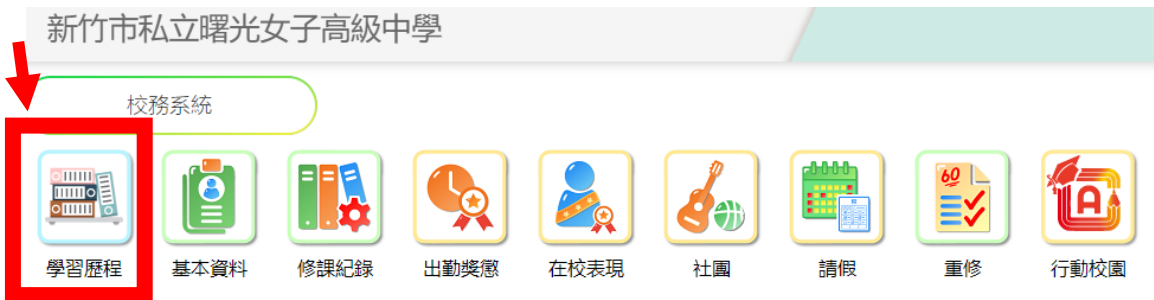 新竹市私立曙光女子高級中學
校務系統
60
A
學習歷程 基本資料 修課紀錄 出勤獎懲 在校表現 社團 請假 重修 行動校園